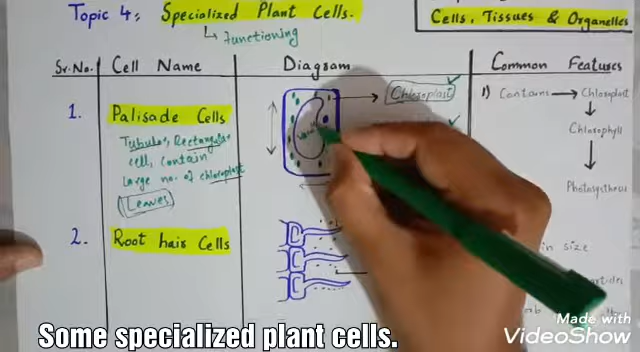 Topic 4: Specialized Plant Cells.
Functioning
Cells, Tissues & Organelles
Sr.No. Cell Name Diagram Common Features
1. Palisade Cells
Tubular, Rectangular
cell, contain
large no. of chloroplast
Leaves
Chloroplast
1) Contains → Chloroplast
Chlorophyll
2. Root hair Cells
in size
Some specialized plant cells.
Made with
VideoShow